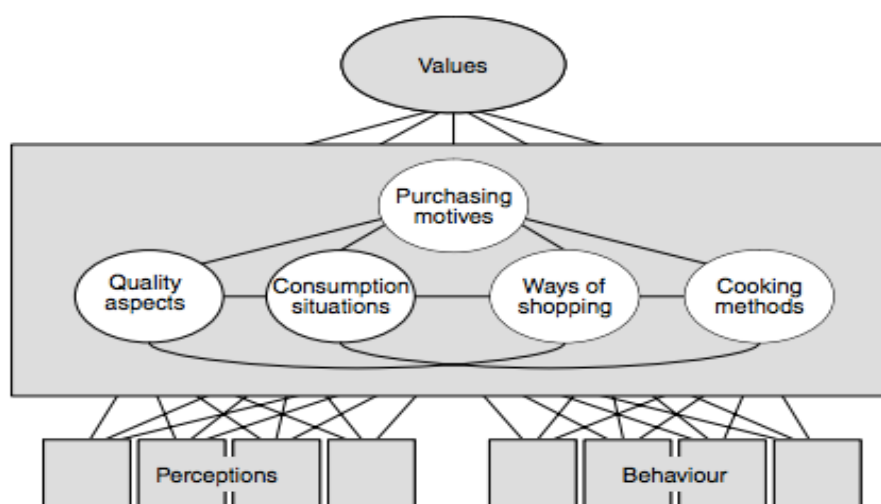 Values
Purchasing
motives
Quality
aspects
Consumption
situations
Ways of
shopping
Cooking
methods
Perceptions
Behaviour